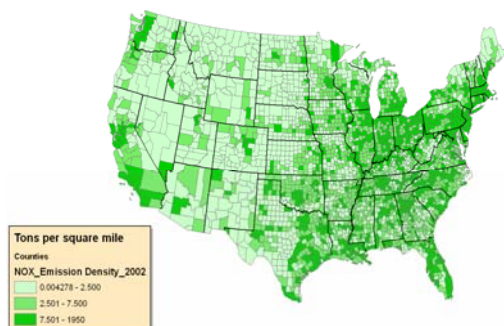 Tons per square mile
Counties
NOX_Emission Density_2002
0.004278 - 2.500
2.501 - 7.500
7.501 - 1950